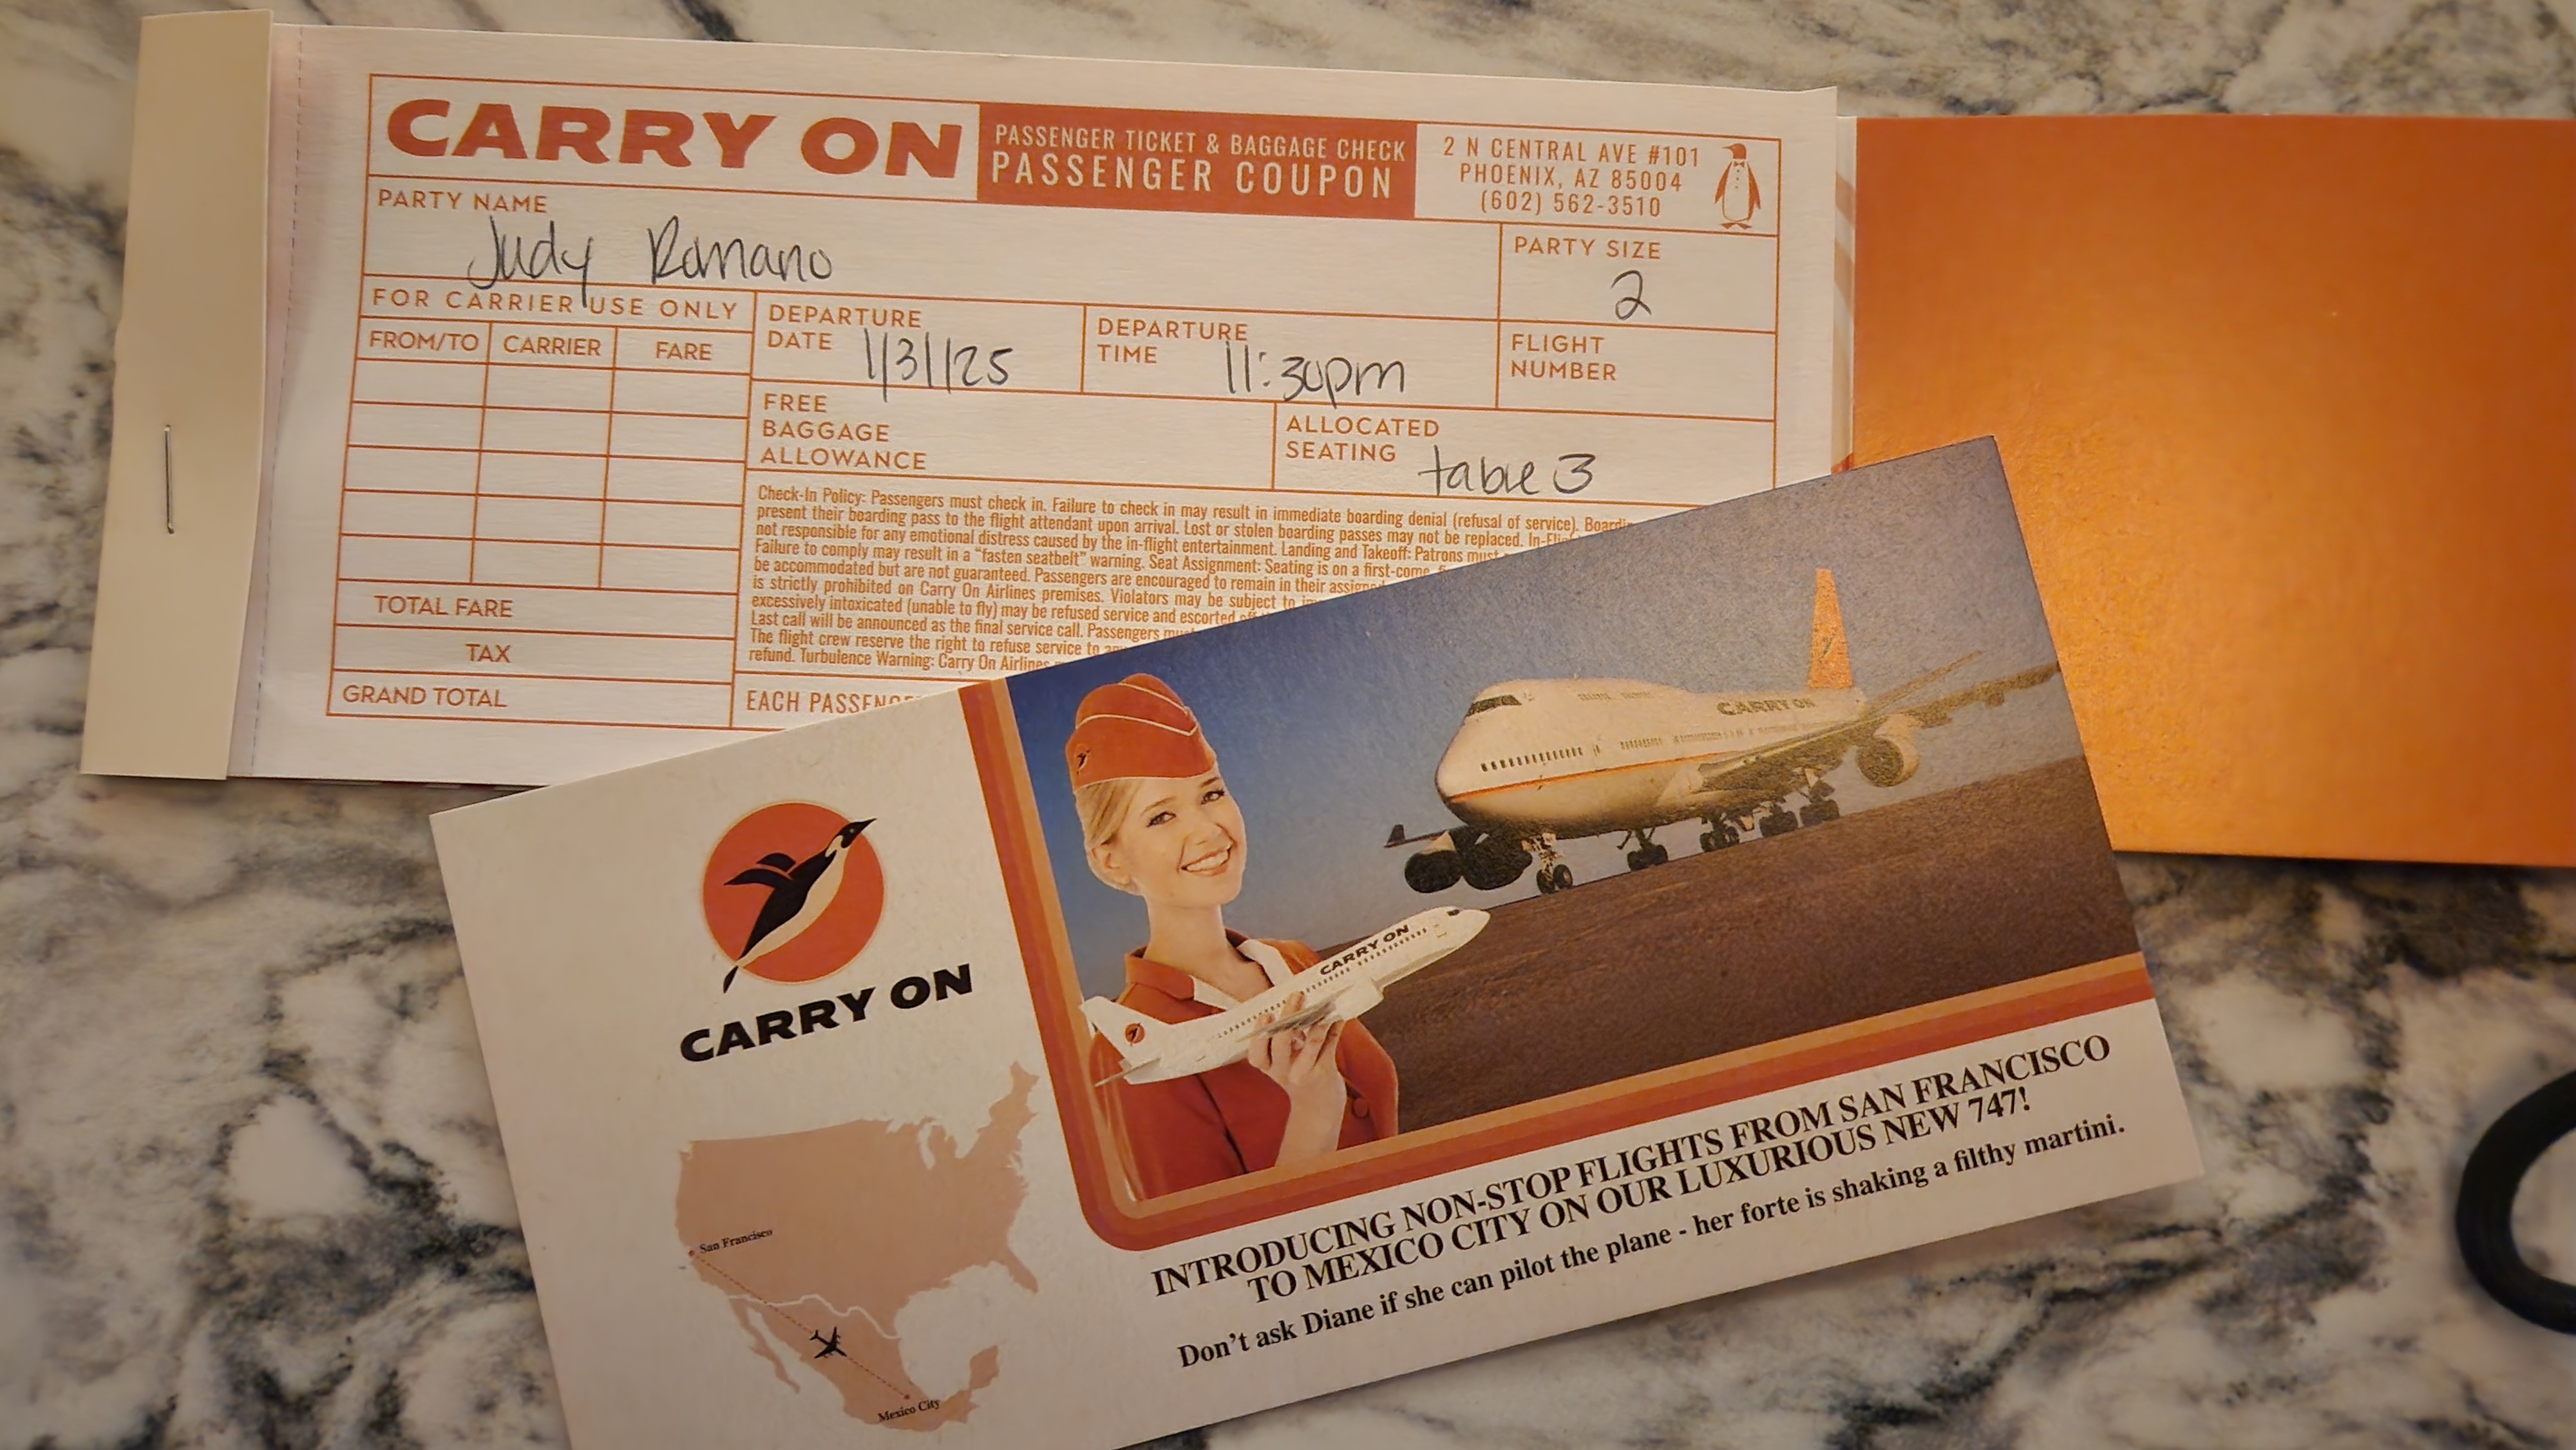 CARRY ON
PASSENGER TICKET & BAGGAGE CHECK
PASSENGER COUPON
2 N CENTRAL AVE #101
PHOENIX, AZ 85004
(602) 562-3510
PARTY NAME
Judy Romano
PARTY SIZE
2
FOR CARRIER USE ONLY
FROM/TO CARRIER FARE
DEPARTURE
DATE 1/31/25
DEPARTURE
TIME 11:30pm
FLIGHT
NUMBER
FREE
BAGGAGE
ALLOWANCE
ALLOCATED
SEATING table 3
Check-In Policy: Passengers must check in. Failure to check in may result in immediate boarding denial (refusal of service).
present their boarding pass to the flight attendant upon arrival. Lost or stolen boarding passes may not be replaced.
not responsible for any emotional distress caused by the in-flight entertainment. Landing and Takeoff: Patrons must
Failure to comply may result in a "fasten seatbelt" warning. Seat Assignment: Seating is on a first-come,
be accommodated but are not guaranteed. Passengers are encouraged to remain in their
is strictly prohibited on Carry On Airlines premises. Violators may be subject to
excessively intoxicated (unable to fly) may be refused service and escorted
Last call will be announced as the final service call. Passengers
The flight crew reserve the right to refuse service to
refund. Turbulence Warning: Carry On Airlines
TOTAL FARE
TAX
GRAND TOTAL
EACH
CARRY ON
CARRY ON
CARRY ON
San Francisco
Mexico City
INTRODUCING NON-STOP FLIGHTS FROM SAN FRANCISCO
TO MEXICO CITY ON OUR LUXURIOUS NEW 747!
Don't ask Diane if she can pilot the plane - her forte is shaking a filthy martini.